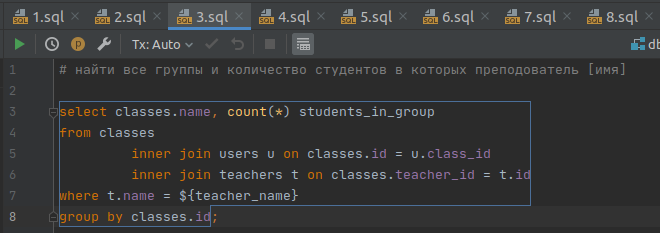 1.sql × 2.sql × 3.sql × 4.sql × 5.sql × 6.sql × 7.sql × 8.sql ×
Tx: Auto db
1 # найти все группы и количество студентов в которых преподователь [имя]
2
3 select classes.name, count(*) students_in_group
4 from classes
5 inner join users u on classes.id = u.class_id
6 inner join teachers t on classes.teacher_id = t.id
7 where t.name = ${teacher_name}
8 group by classes.id;